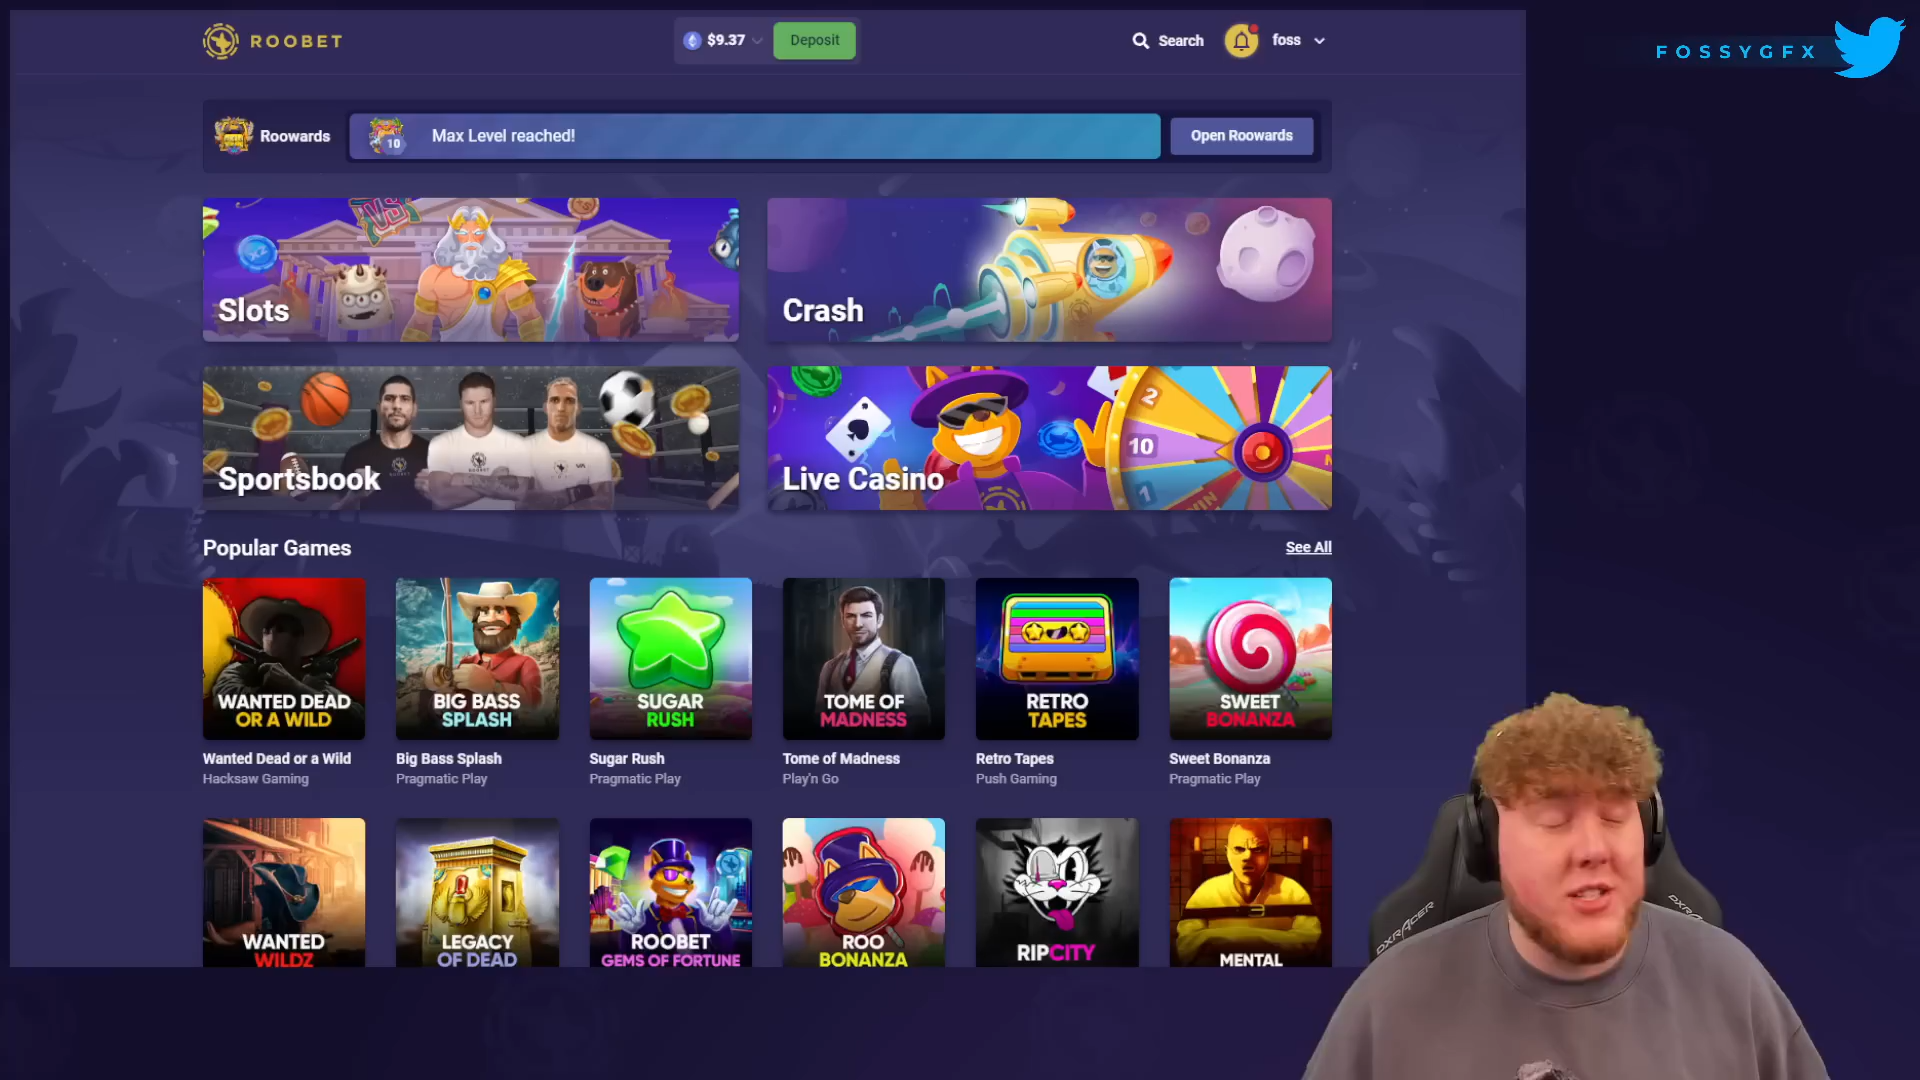 ROOBET
$9.37
Deposit
Search
foss
FOSSYGFX
Roowards
10
Max Level reached!
Open Roowards
Slots
Crash
Sportsbook
Live Casino
2
10
1
WIN
Popular Games
See All
WANTED DEAD
OR A WILD
BIG BASS
SPLASH
SUGAR
RUSH
TOME OF
MADNESS
RETRO
TAPES
SWEET
BONANZA
Wanted Dead or a Wild
Hacksaw Gaming
Big Bass Splash
Pragmatic Play
Sugar Rush
Pragmatic Play
Tome of Madness
Play'n Go
Retro Tapes
Push Gaming
Sweet Bonanza
Pragmatic Play
WANTED
WILDZ
LEGACY
OF DEAD
ROOBET
GEMS OF FORTUNE
ROO
BONANZA
RIPCITY
MENTAL
DXRACER
DXRA